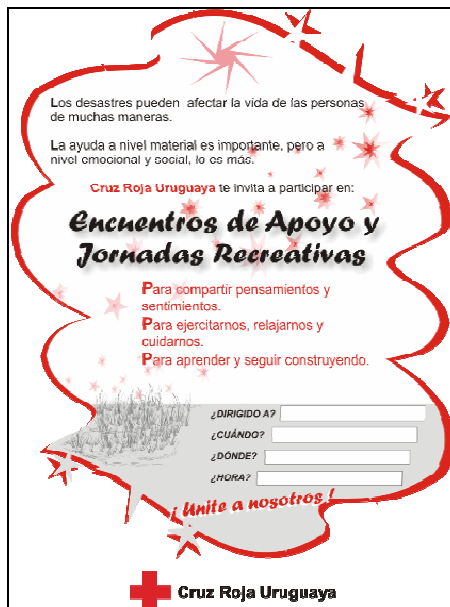 Los desastres pueden afectar la vida de las personas
de muchas maneras.
La ayuda a nivel material es importante, pero a
nivel emocional y social, lo es más.
Cruz Roja Uruguaya te invita a participar en:
Encuentros de Apoyo y
Jornadas Recreativas
Para compartir pensamientos y
sentimientos.
Para ejercitarnos, relajarnos y
cuidarnos.
Para aprender y seguir construyendo.
¿DIRIGIDO A?
¿CUÁNDO?
¿DÓNDE?
¿HORA?
¡ Unite a nosotros !
Cruz Roja Uruguaya